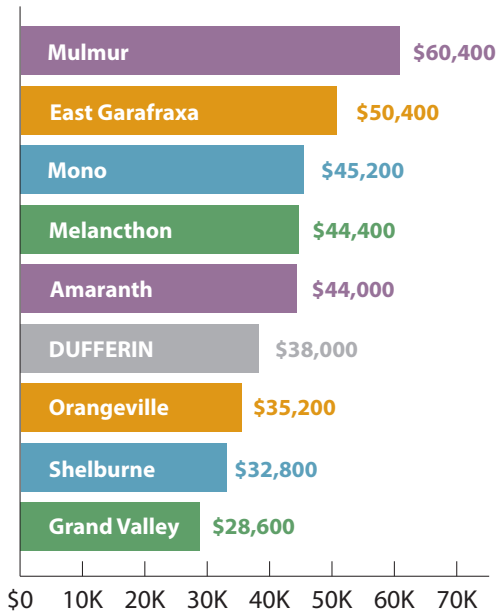 Mulmur $60,400
East Garafraxa $50,400
Mono $45,200
Melancthon $44,400
Amaranth $44,000
DUFFERIN $38,000
Orangeville $35,200
Shelburne $32,800
Grand Valley $28,600
$0 10K 20K 30K 40K 50K 60K 70K